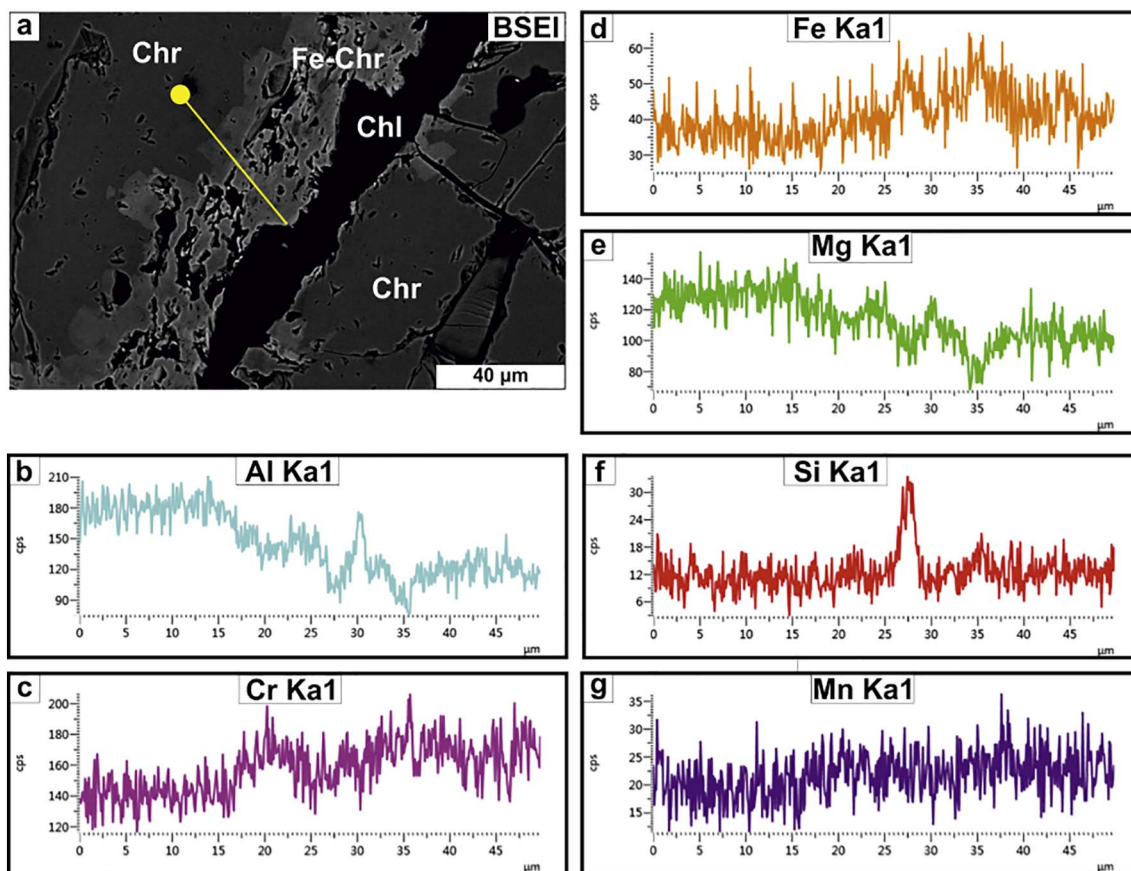 a
BSEI
Chr
Fe-Chr
Chl
Chr
40 µm
b
Al Ka1
cps
210
180
150
120
90
0 5 10 15 20 25 30 35 40 45
µm
c
Cr Ka1
cps
200
180
160
140
120
0 5 10 15 20 25 30 35 40 45
µm
d
Fe Ka1
cps
60
50
40
30
0 5 10 15 20 25 30 35 40 45
µm
e
Mg Ka1
cps
140
120
100
80
0 5 10 15 20 25 30 35 40 45
µm
f
Si Ka1
cps
30
24
18
12
6
0 5 10 15 20 25 30 35 40 45
µm
g
Mn Ka1
cps
35
30
25
20
15
0 5 10 15 20 25 30 35 40 45
µm